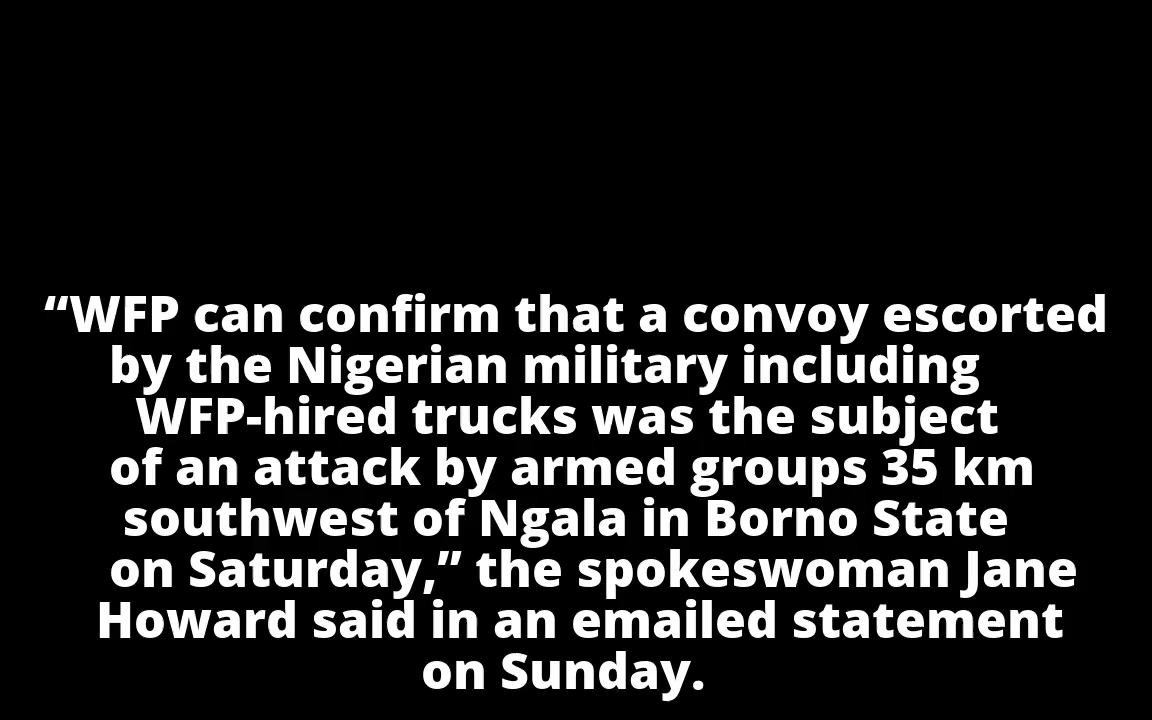 “WFP can confirm that a convoy escorted
by the Nigerian military including
WFP-hired trucks was the subject
of an attack by armed groups 35 km
southwest of Ngala in Borno State
on Saturday,” the spokeswoman Jane
Howard said in an emailed statement
on Sunday.